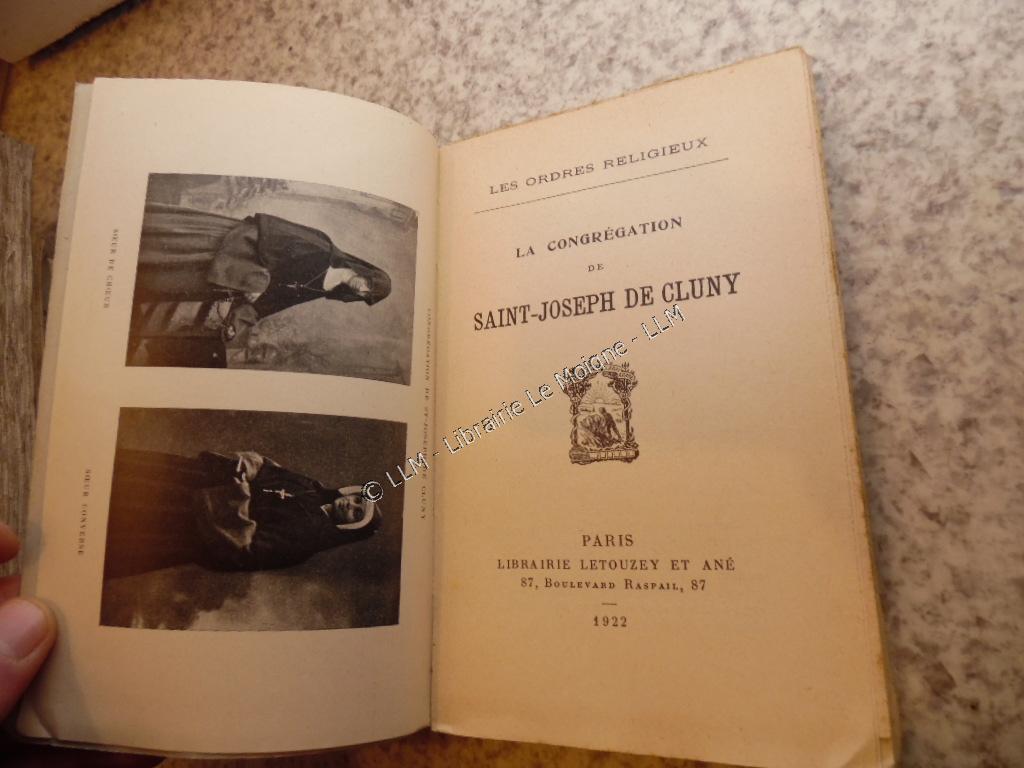 CONGRÉGATION DE ST-JOSEPH DE CLUNY
SŒUR DE CHŒUR
SŒUR CONVERSE
LES ORDRES RELIGIEUX
LA CONGRÉGATION
DE
SAINT-JOSEPH DE CLUNY
PARIS
LIBRAIRIE LETOUZEY ET ANÉ
87, BOULEVARD RASPAIL, 87
1922
© LLM - Librairie Le Moigne - LLM